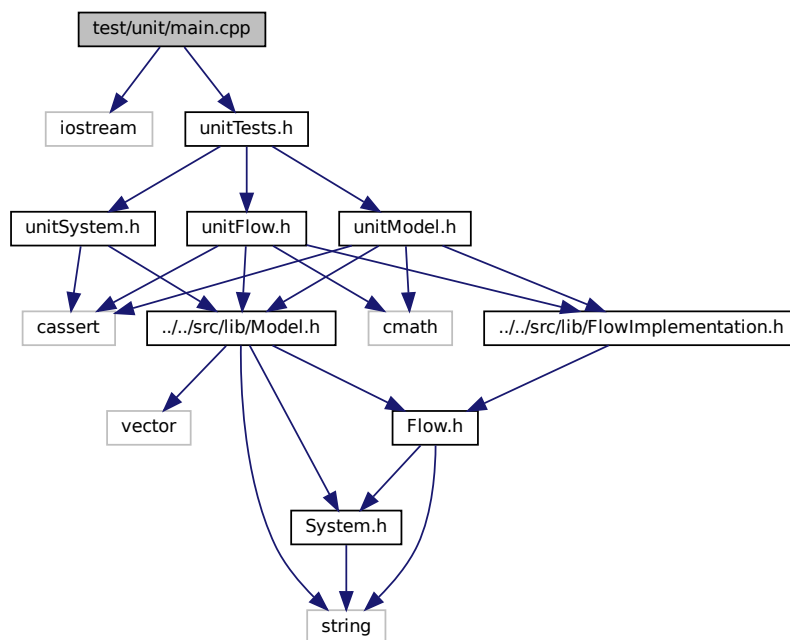 test/unit/main.cpp
iostream
unitTests.h
unitSystem.h
unitFlow.h
unitModel.h
cassert
../../src/lib/Model.h
cmath
../../src/lib/FlowImplementation.h
vector
Flow.h
System.h
string